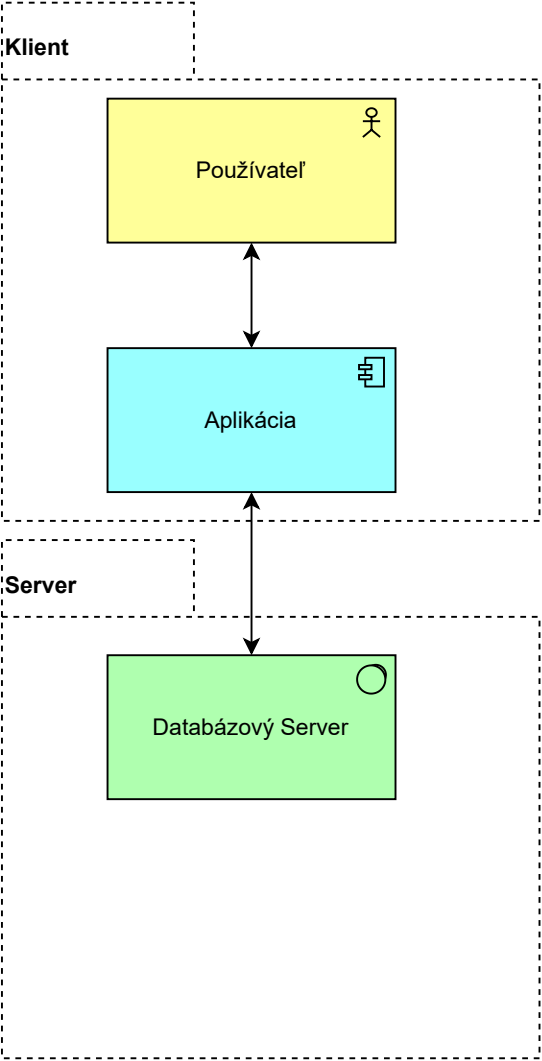 Klient
Používateľ
Aplikácia
Server
Databázový Server